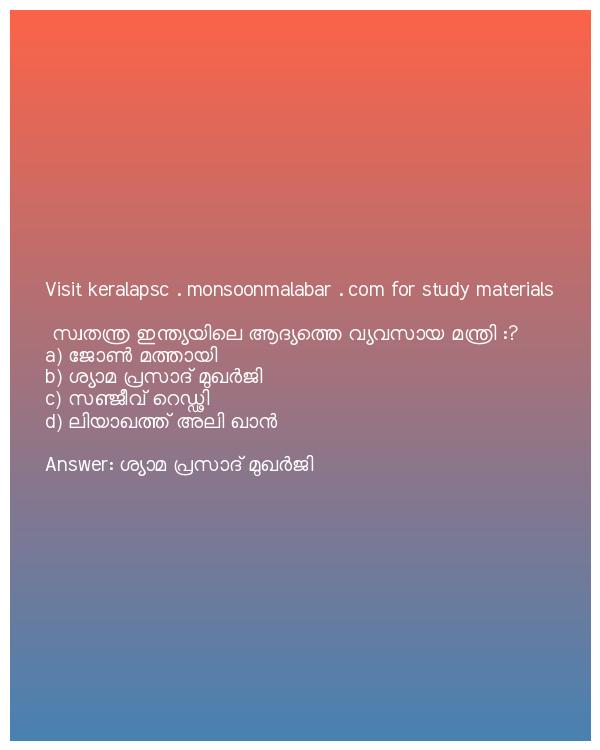 Visit keralapsc . monsoonmalabar . com for study materials
സ്വതന്ത്ര ഇന്ത്യയിലെ ആദ്യത്തെ വ്യവസായ മന്ത്രി :?
a) ജോൺ മത്തായി
b) ശ്യാമ പ്രസാദ് മുഖർജി
c) സഞ്ജീവ് റെഡ്ഢി
d) ലിയാഖത്ത് അലി ഖാൻ
Answer: ശ്യാമ പ്രസാദ് മുഖർജി